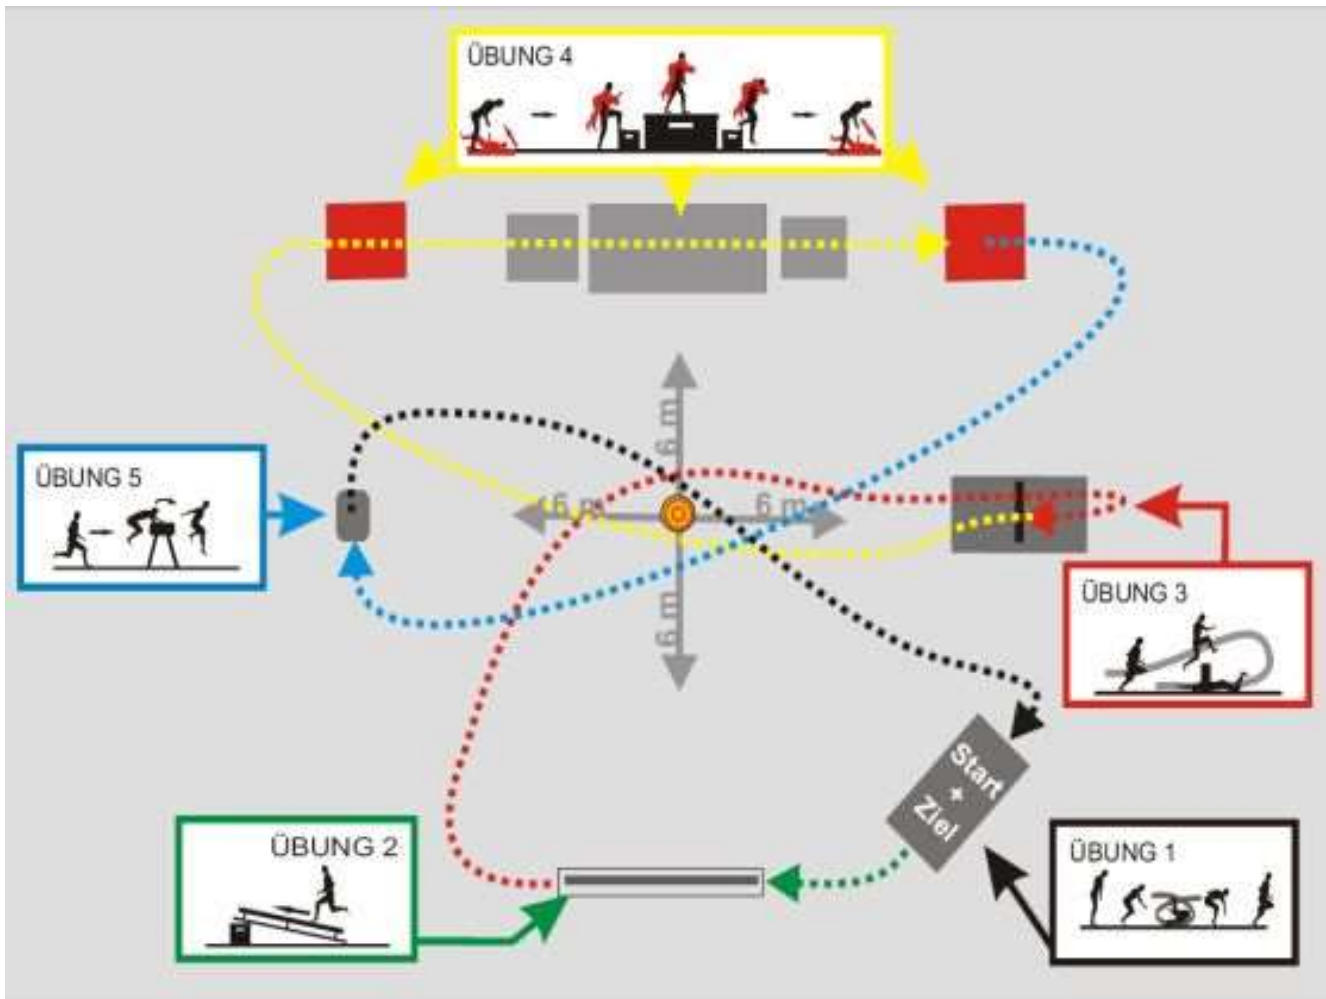 ÜBUNG 4
6 m
ÜBUNG 5
6 m
6 m
ÜBUNG 3
6 m
Start
+
Ziel
ÜBUNG 2
ÜBUNG 1